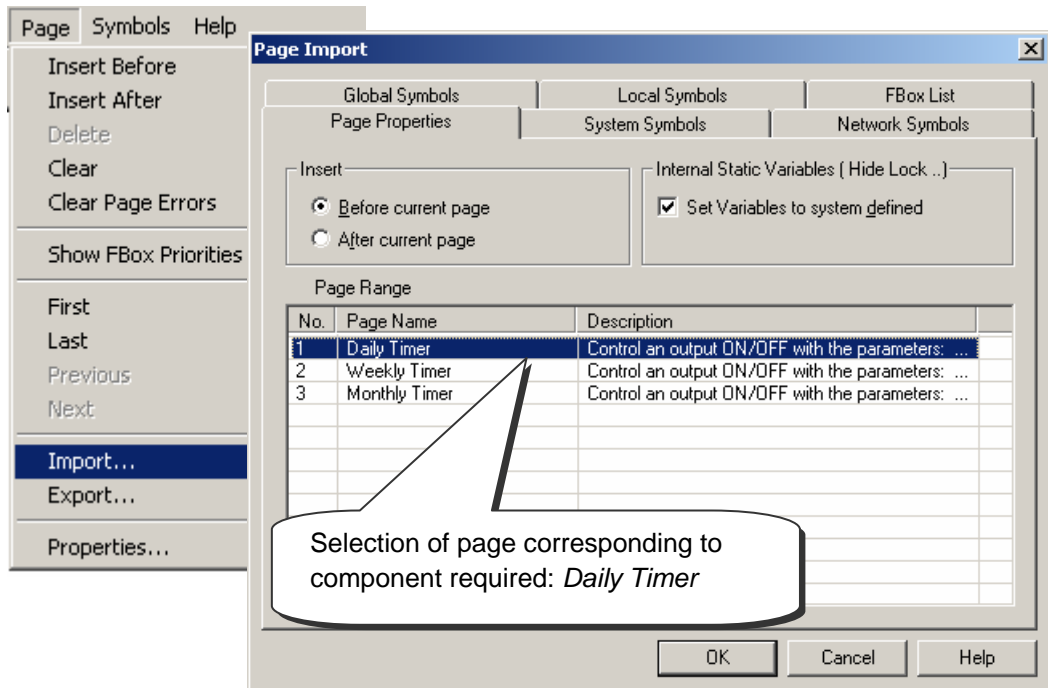 Page Symbols Help
Insert Before
Insert After
Delete
Clear
Clear Page Errors
Show FBox Priorities
First
Last
Previous
Next
Import...
Export...
Properties...
Page Import
Global Symbols Local Symbols FBox List
Page Properties System Symbols Network Symbols
Insert
Before current page
After current page
Internal Static Variables ( Hide Lock ..)
Set Variables to system defined
Page Range
No. Page Name Description
1 Daily Timer Control an output ON/OFF with the parameters: ...
2 Weekly Timer Control an output ON/OFF with the parameters: ...
3 Monthly Timer Control an output ON/OFF with the parameters: ...
Selection of page corresponding to
component required: Daily Timer
OK Cancel Help